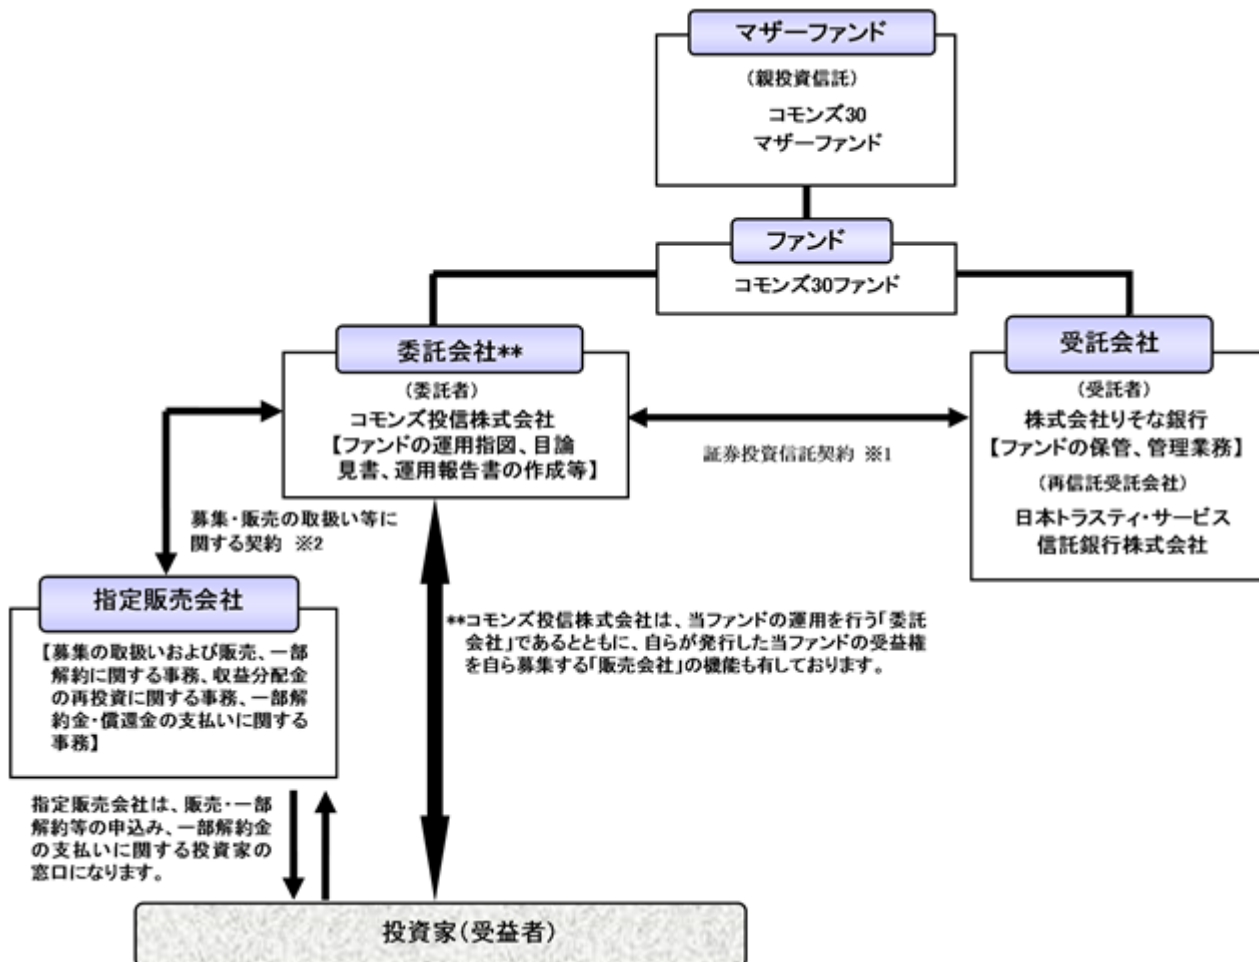 マザーファンド
(親投資信託)
コモンズ30
マザーファンド
ファンド
コモンズ30ファンド
委託会社**
(委託者)
コモンズ投信株式会社
【ファンドの運用指図、目論
見書、運用報告書の作成等】
証券投資信託契約 ※1
受託会社
(受託者)
株式会社りそな銀行
【ファンドの保管、管理業務】
(再信託受託会社)
日本トラスティ・サービス
信託銀行株式会社
募集・販売の取扱い等に
関する契約 ※2
指定販売会社
【募集の取扱いおよび販売、一部
解約に関する事務、収益分配金
の再投資に関する事務、一部解
約金・償還金の支払いに関する
事務】
**コモンズ投信株式会社は、当ファンドの運用を行う「委託
会社」であるとともに、自らが発行した当ファンドの受益権
を自ら募集する「販売会社」の機能も有しております。
指定販売会社は、販売・一部
解約等の申込み、一部解約金
の支払いに関する投資家の
窓口になります。
投資家(受益者)